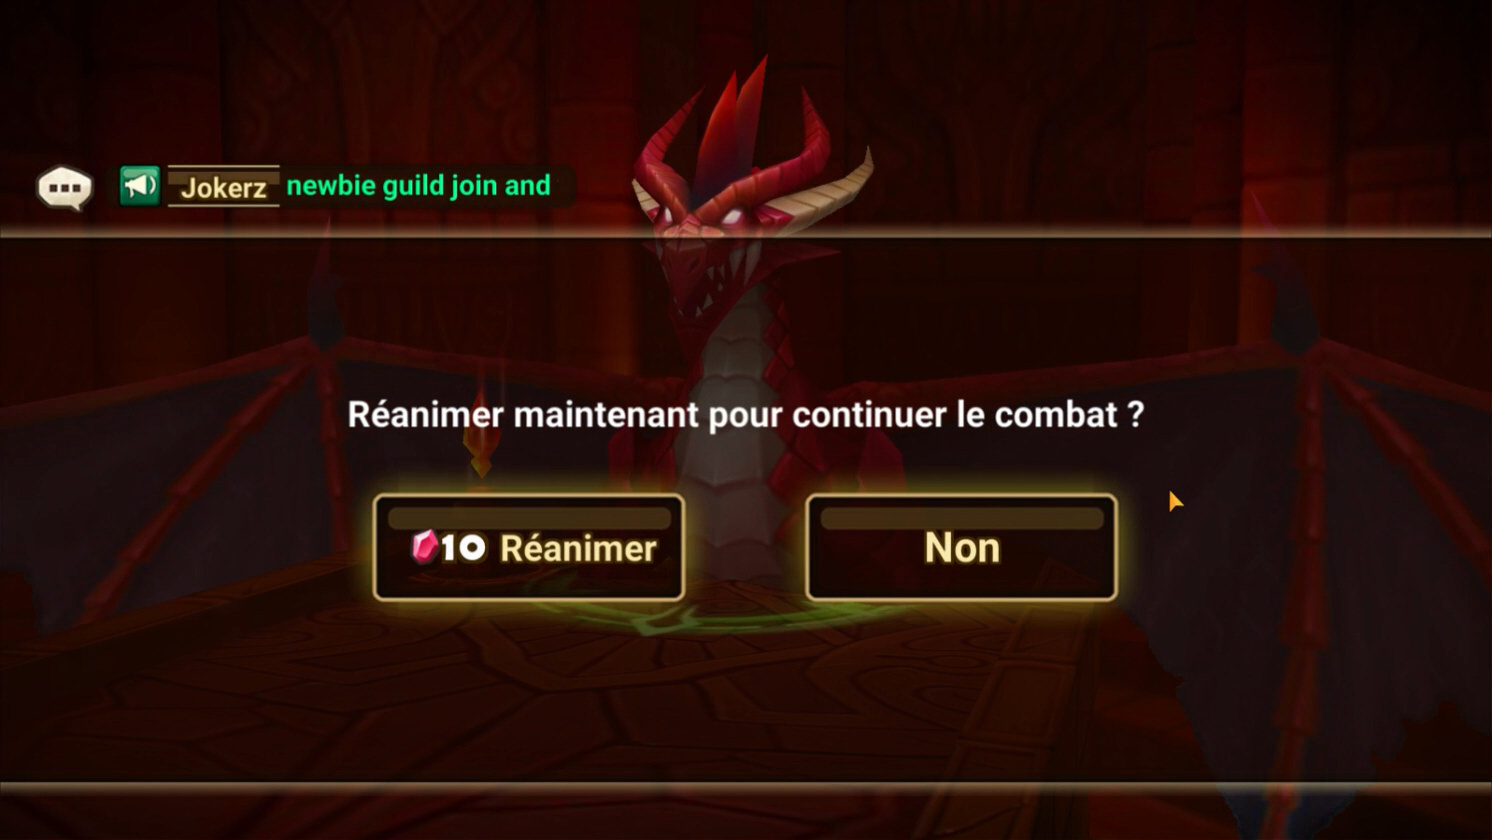 Jokerz newbie guild join and
Réanimer maintenant pour continuer le combat ?
10 Réanimer
Non